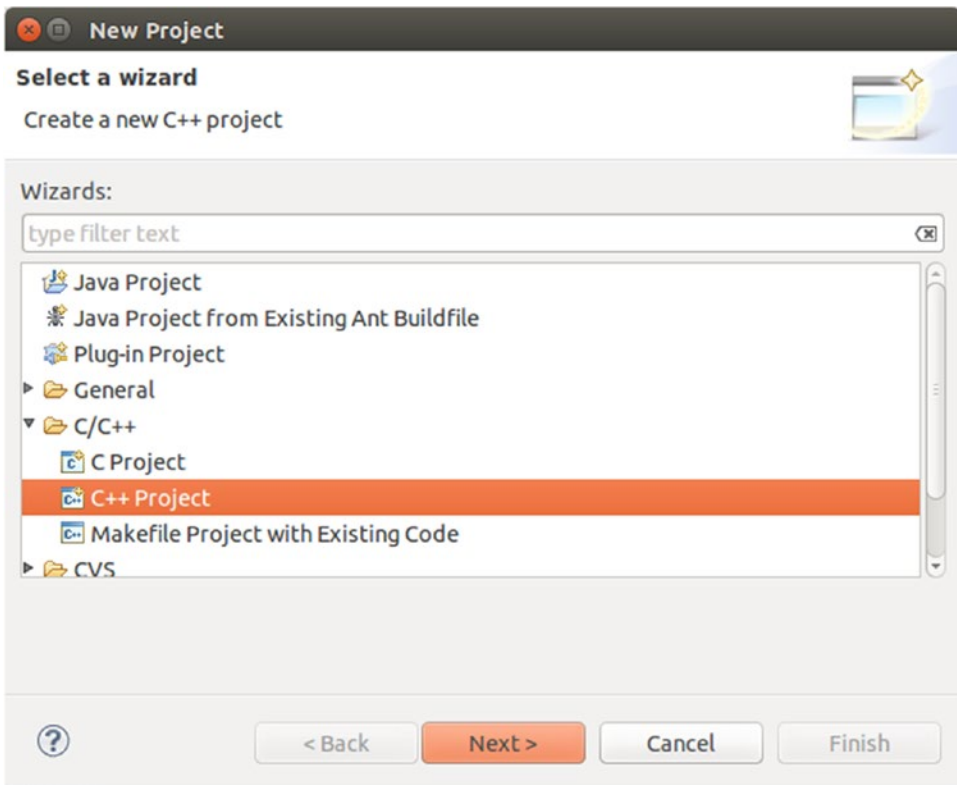 New Project
Select a wizard
Create a new C++ project
Wizards:
type filter text
Java Project
Java Project from Existing Ant Buildfile
Plug-in Project
General
C/C++
C Project
C++ Project
Makefile Project with Existing Code
CVS
< Back Next > Cancel Finish